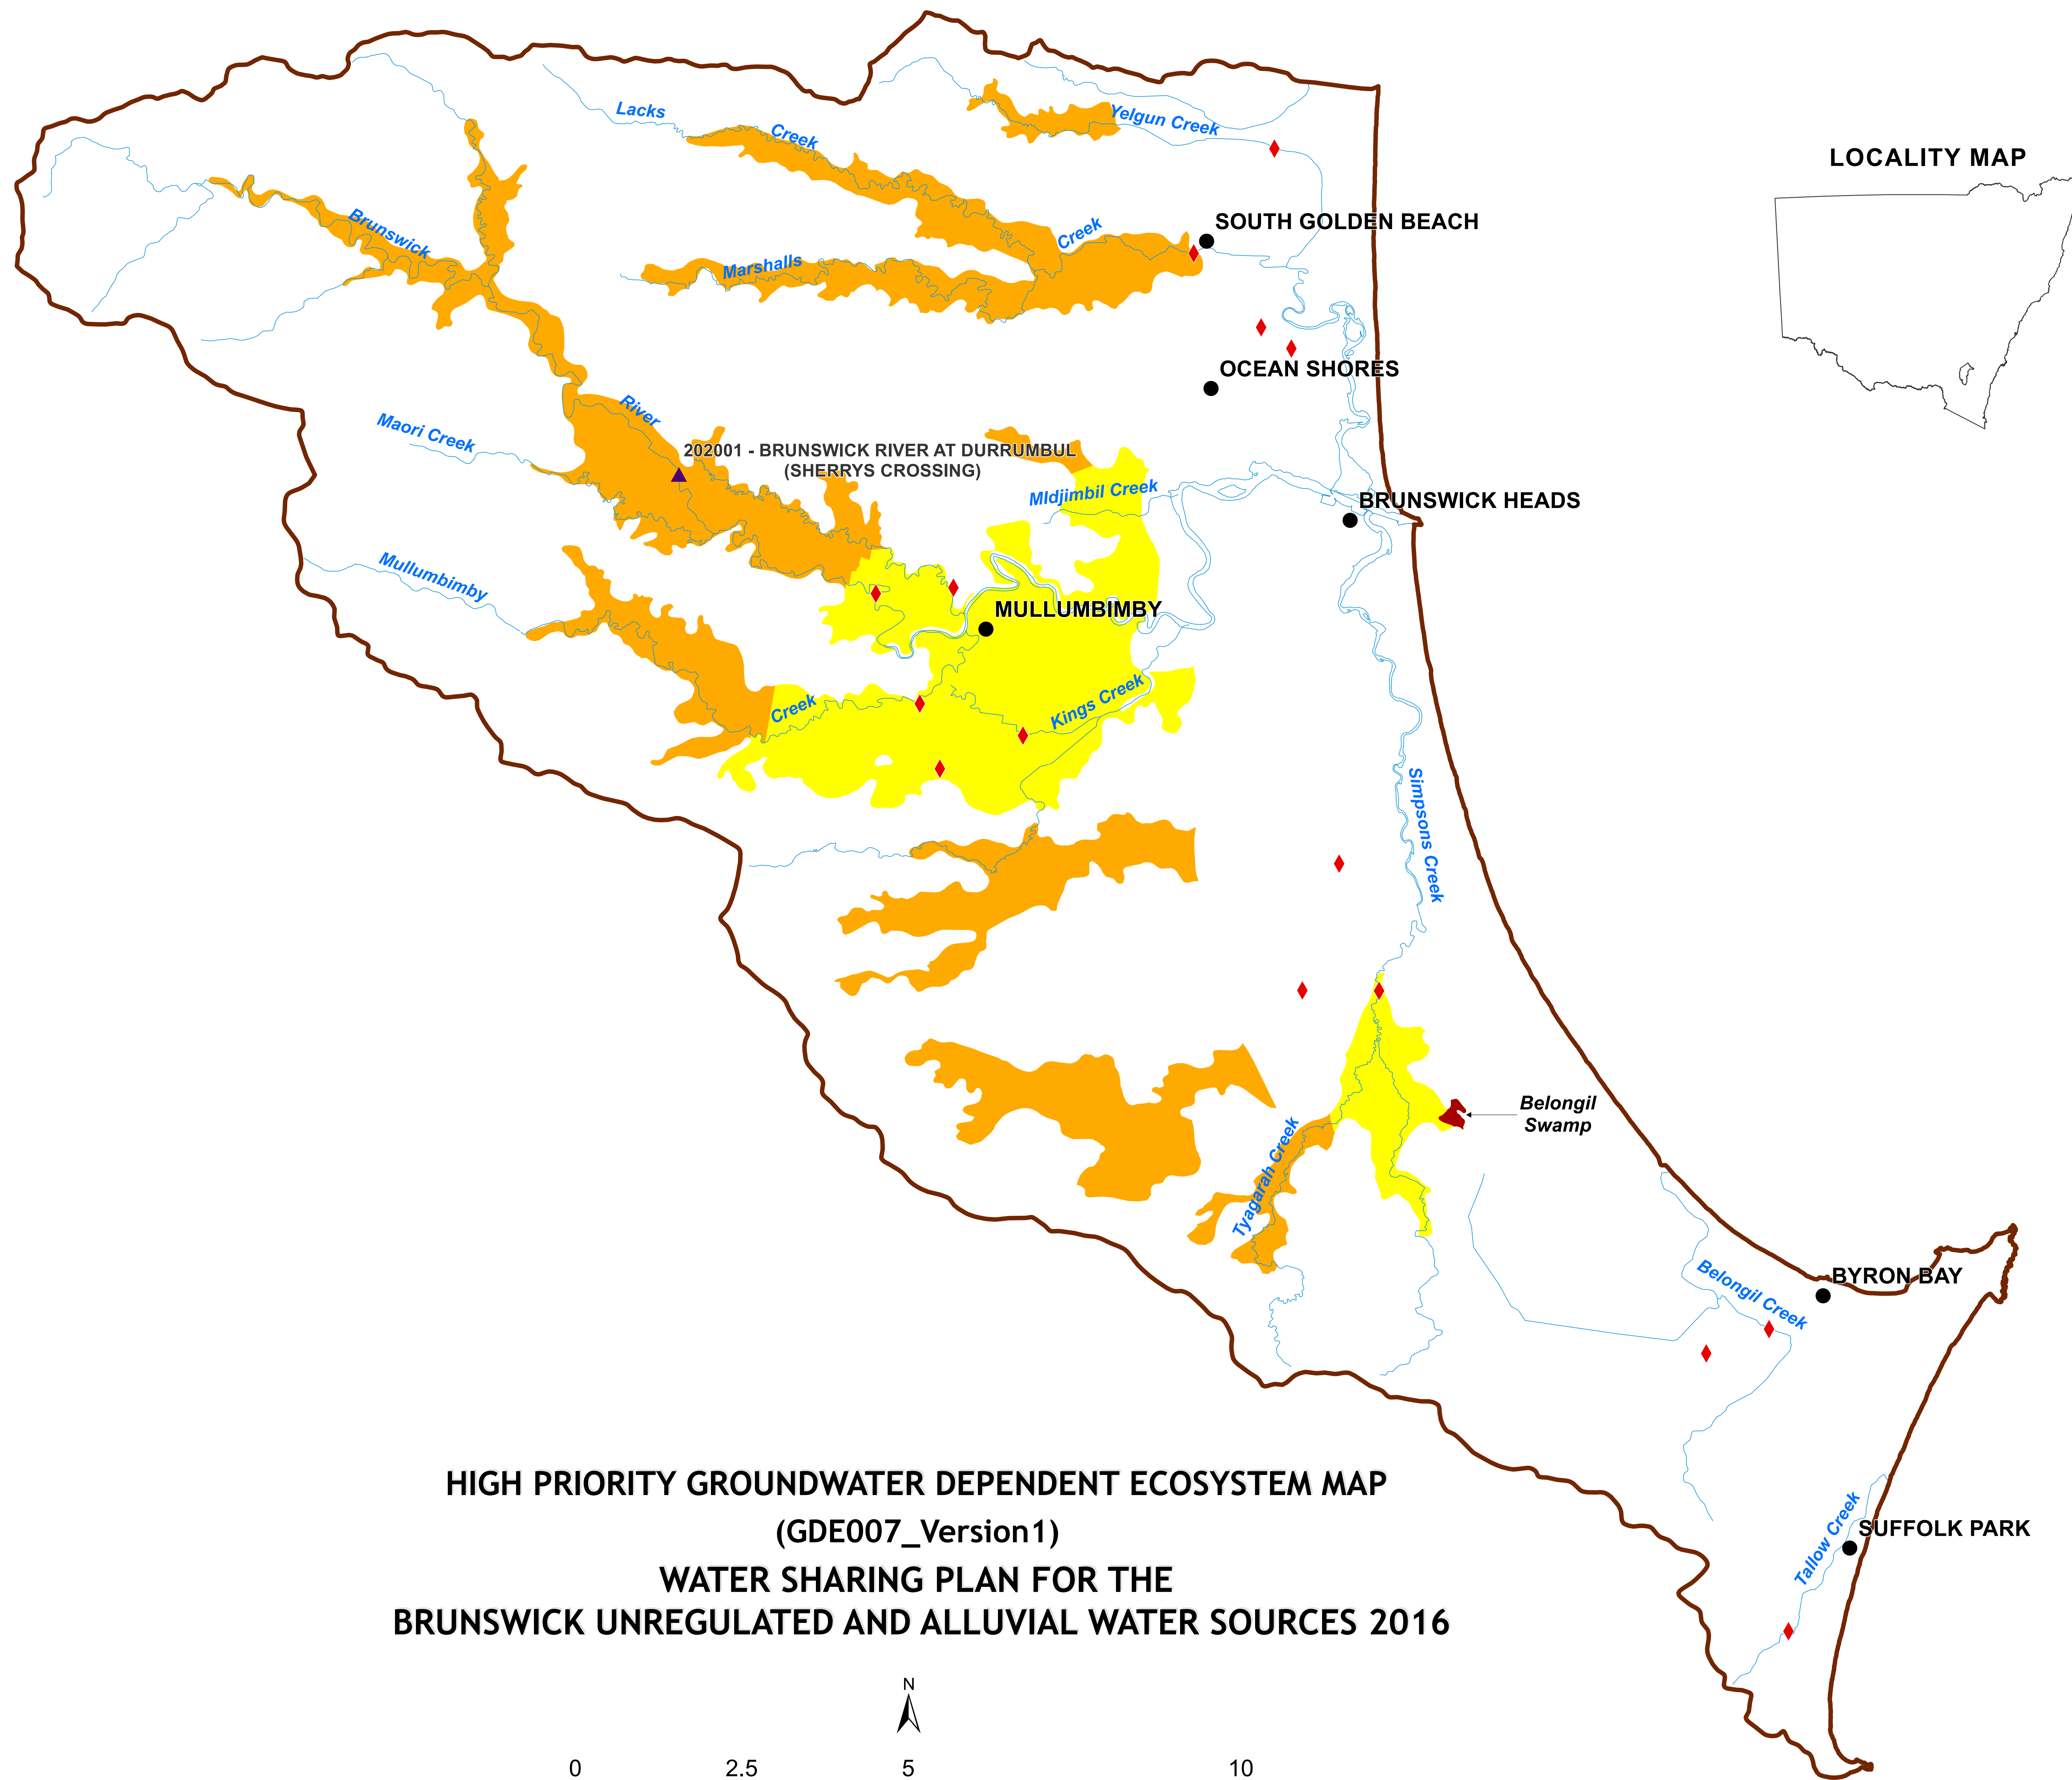 Lacks
Creek
Yelgun Creek
LOCALITY MAP
Brunswick
Creek
SOUTH GOLDEN BEACH
Marshalls
OCEAN SHORES
River
Maori Creek
202001 - BRUNSWICK RIVER AT DURRUMBUL
(SHERRYS CROSSING)
MIdjimbil Creek
BRUNSWICK HEADS
Mullumbimby
MULLUMBIMBY
Creek
Kings Creek
Simpsons Creek
Belongil
Swamp
Tyagarah Creek
BYRON BAY
Belongil Creek
HIGH PRIORITY GROUNDWATER DEPENDENT ECOSYSTEM MAP
(GDE007_Version1)
WATER SHARING PLAN FOR THE
BRUNSWICK UNREGULATED AND ALLUVIAL WATER SOURCES 2016
SUFFOLK PARK
Tallow Creek
N
0 2.5 5 10